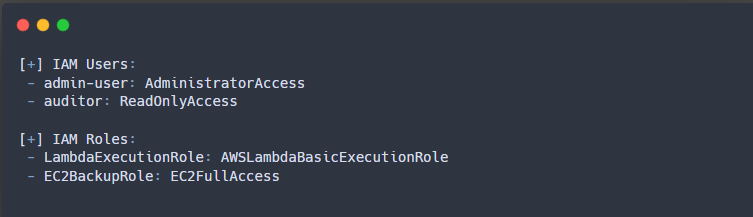 [+] IAM Users:
- admin-user: AdministratorAccess
- auditor: ReadOnlyAccess
[+] IAM Roles:
- LambdaExecutionRole: AWSLambdaBasicExecutionRole
- EC2BackupRole: EC2FullAccess